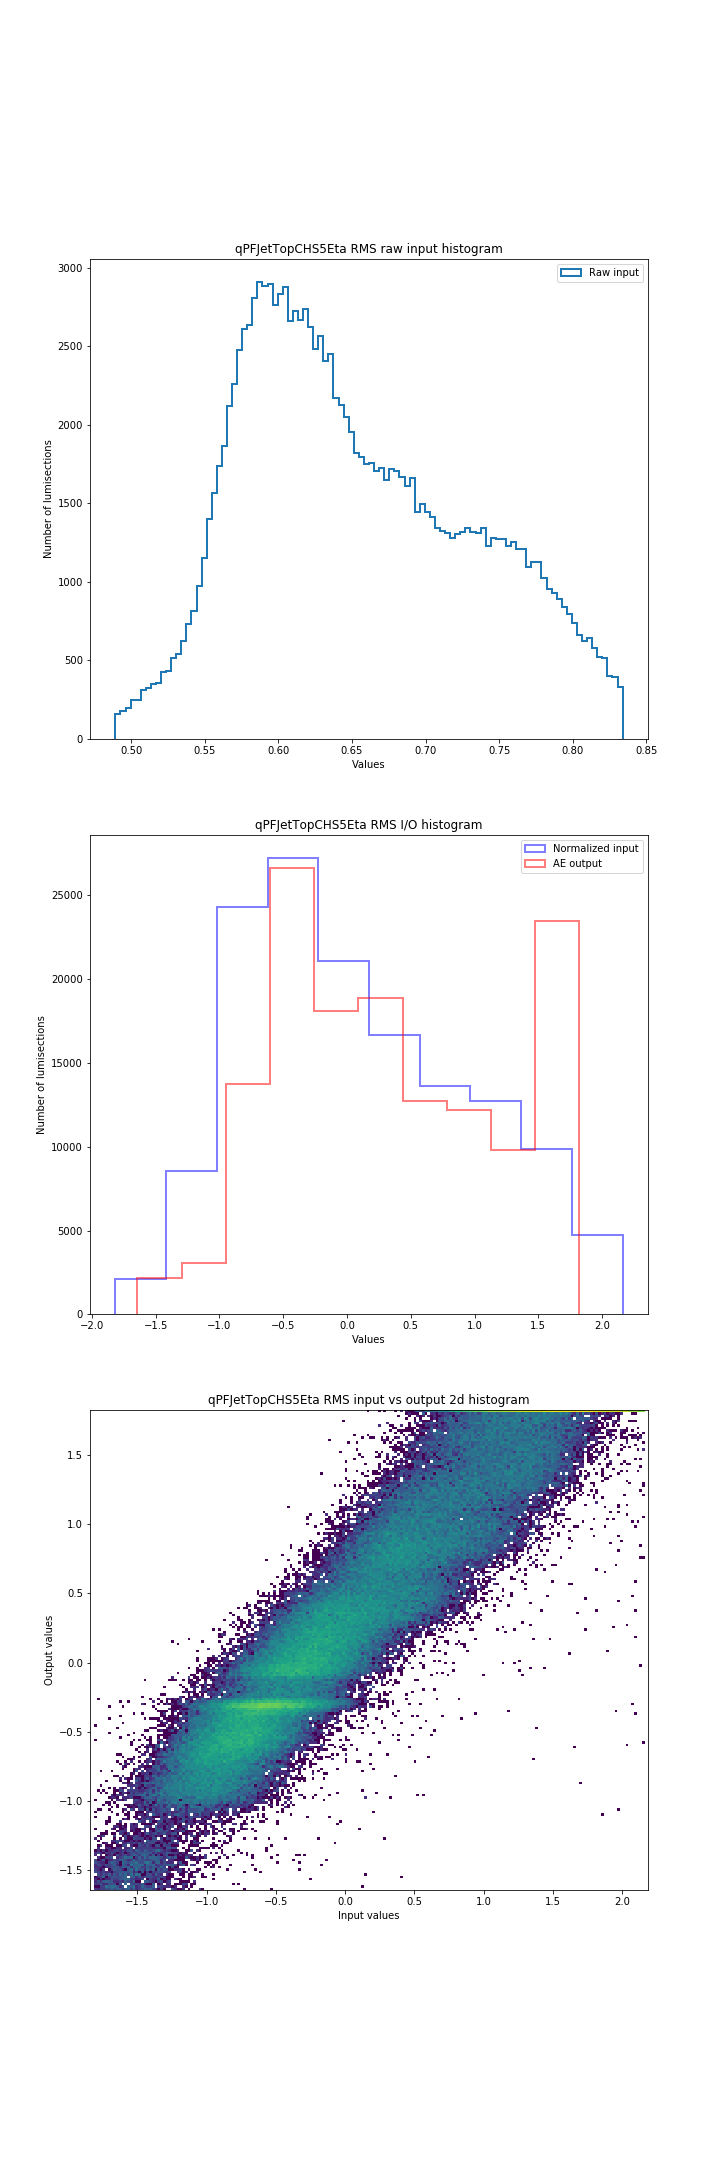 qPFJetTopCHS5Eta RMS raw input histogram
Raw input
3000
2500
2000
1500
1000
500
0
Number of lumisections
0.50 0.55 0.60 0.65 0.70 0.75 0.80 0.85
Values
qPFJetTopCHS5Eta RMS I/O histogram
Normalized input
AE output
25000
20000
15000
10000
5000
0
Number of lumisections
−2.0 −1.5 −1.0 −0.5 0.0 0.5 1.0 1.5 2.0
Values
qPFJetTopCHS5Eta RMS input vs output 2d histogram
1.5
1.0
0.5
0.0
−0.5
−1.0
−1.5
Output values
−1.5 −1.0 −0.5 0.0 0.5 1.0 1.5 2.0
Input values